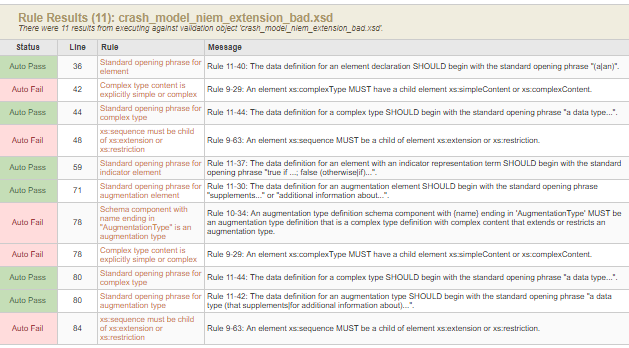 Rule Results (11): crash_model_niem_extension_bad.xsd
There were 11 results from executing against validation object 'crash_model_niem_extension_bad.xsd'.
Status Line Rule Message
Auto Pass 36 Standard opening phrase for element Rule 11-40: The data definition for an element declaration SHOULD begin with the standard opening phrase "(a|an)".
Auto Fail 42 Complex type content is explicitly simple or complex Rule 9-29: An element xs:complexType MUST have a child element xs:simpleContent or xs:complexContent.
Auto Pass 44 Standard opening phrase for complex type Rule 11-44: The data definition for a complex type SHOULD begin with the standard opening phrase "a data type...".
Auto Fail 48 xs:sequence must be child of xs:extension or xs:restriction Rule 9-63: An element xs:sequence MUST be a child of element xs:extension or xs:restriction.
Auto Pass 59 Standard opening phrase for indicator element Rule 11-37: The data definition for an element with an indicator representation term SHOULD begin with the standard opening phrase "true if ...; false (otherwise|if)...".
Auto Pass 71 Standard opening phrase for augmentation element Rule 11-30: The data definition for an augmentation element SHOULD begin with the standard opening phrase "supplements..." or "additional information about...".
Auto Fail 78 Schema component with name ending in "AugmentationType" is an augmentation type Rule 10-34: An augmentation type definition schema component with {name} ending in 'AugmentationType' MUST be an augmentation type definition that is a complex type definition with complex content that extends or restricts an augmentation type.
Auto Fail 78 Complex type content is explicitly simple or complex Rule 9-29: An element xs:complexType MUST have a child element xs:simpleContent or xs:complexContent.
Auto Pass 80 Standard opening phrase for complex type Rule 11-44: The data definition for a complex type SHOULD begin with the standard opening phrase "a data type...".
Auto Pass 80 Standard opening phrase for augmentation type Rule 11-42: The data definition for an augmentation type SHOULD begin with the standard opening phrase "a data type (that supplements|for additional information about)...".
Auto Fail 84 xs:sequence must be child of xs:extension or xs:restriction Rule 9-63: An element xs:sequence MUST be a child of element xs:extension or xs:restriction.